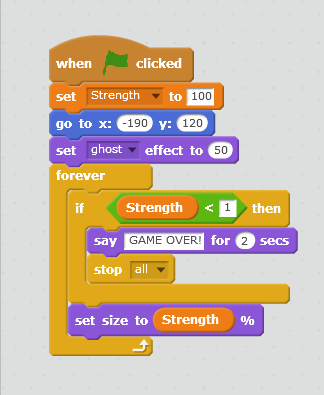 when clicked
set Strength to 100
go to x: -190 y: 120
set ghost effect to 50
forever
if Strength < 1 then
say GAME OVER! for 2 secs
stop all
set size to Strength %